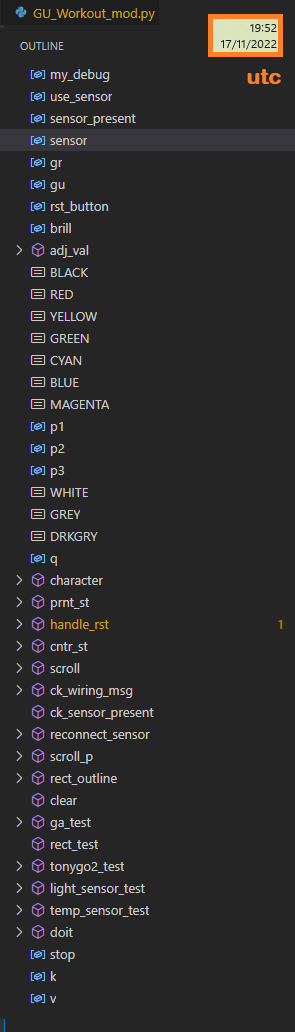 GU_Workout_mod.py
19:52
17/11/2022
OUTLINE
utc
my_debug
use_sensor
sensor_present
sensor
gr
gu
rst_button
brill
adj_val
BLACK
RED
YELLOW
GREEN
CYAN
BLUE
MAGENTA
p1
p2
p3
WHITE
GREY
DRKGRY
q
character
prnt_st
handle_rst 1
cntr_st
scroll
ck_wiring_msg
ck_sensor_present
reconnect_sensor
scroll_p
rect_outline
clear
ga_test
rect_test
tonygo2_test
light_sensor_test
temp_sensor_test
doit
stop
k
v